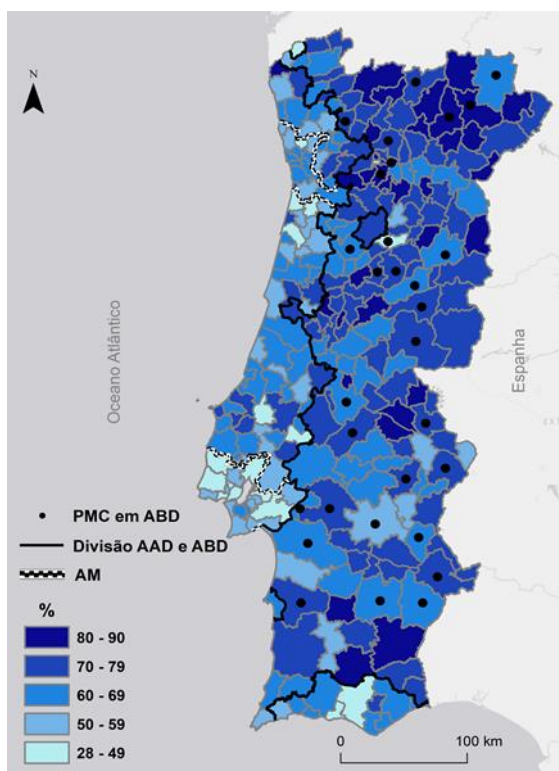 N
Oceano Atlântico
Espanha
PMC em ABD
Divisão AAD e ABD
AM
%
80 - 90
70 - 79
60 - 69
50 - 59
28 - 49
0 100 km